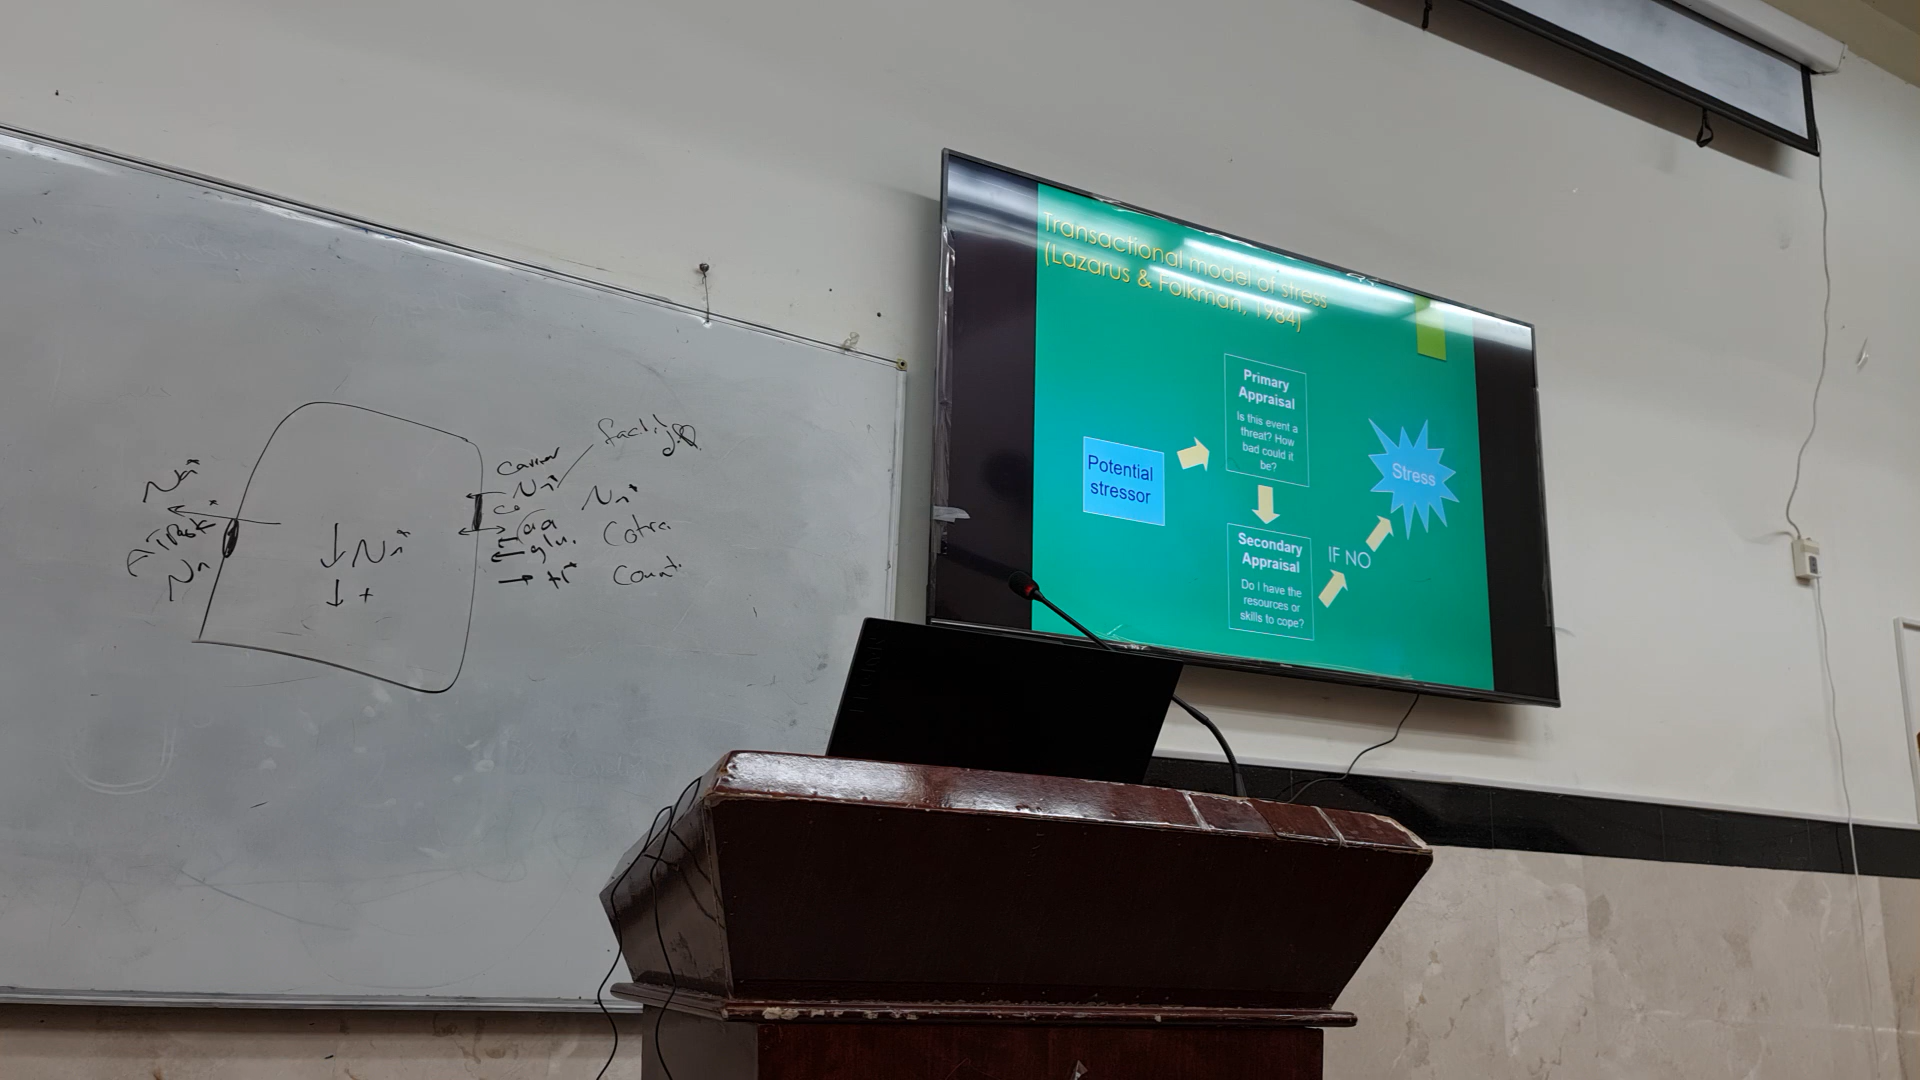 Na+
ATPase
Na
↓ Na+
↓ +
carrier
Na+
Na+
aa
glu.
H+
Cotra.
Count.
Transactional model of stress
(Lazarus & Folkman, 1984)
Potential
stressor
Primary
Appraisal
Is this event a
threat? How
bad could it
be?
Secondary
Appraisal
Do I have the
resources or
skills to cope?
IF NO
Stress